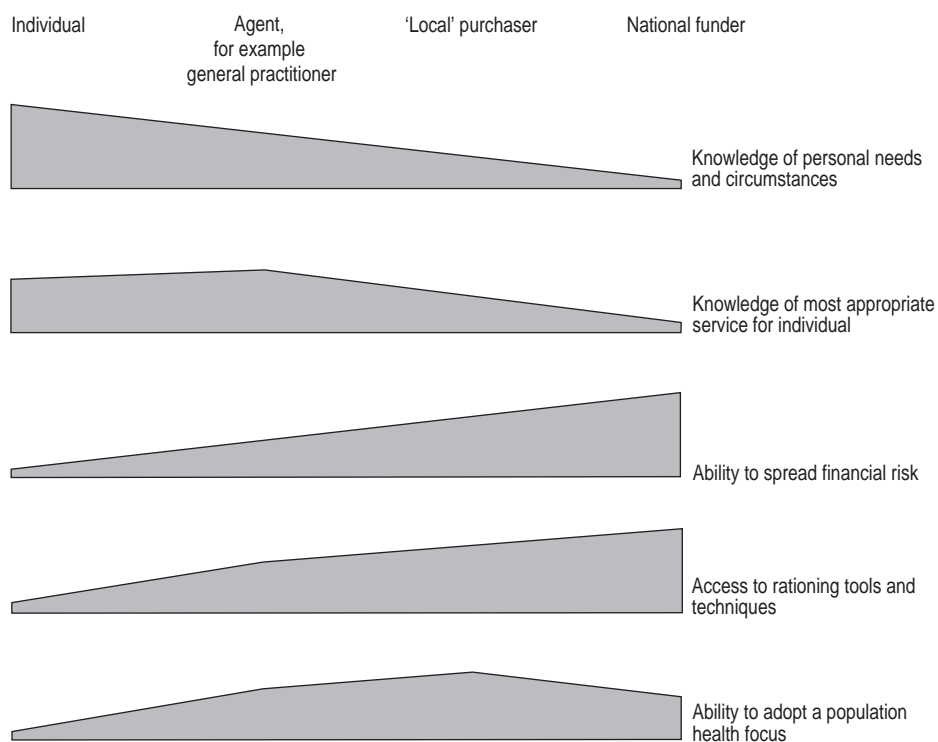 Individual
Agent,
for example
general practitioner
‘Local’ purchaser
National funder
Knowledge of personal needs
and circumstances
Knowledge of most appropriate
service for individual
Ability to spread financial risk
Access to rationing tools and
techniques
Ability to adopt a population
health focus